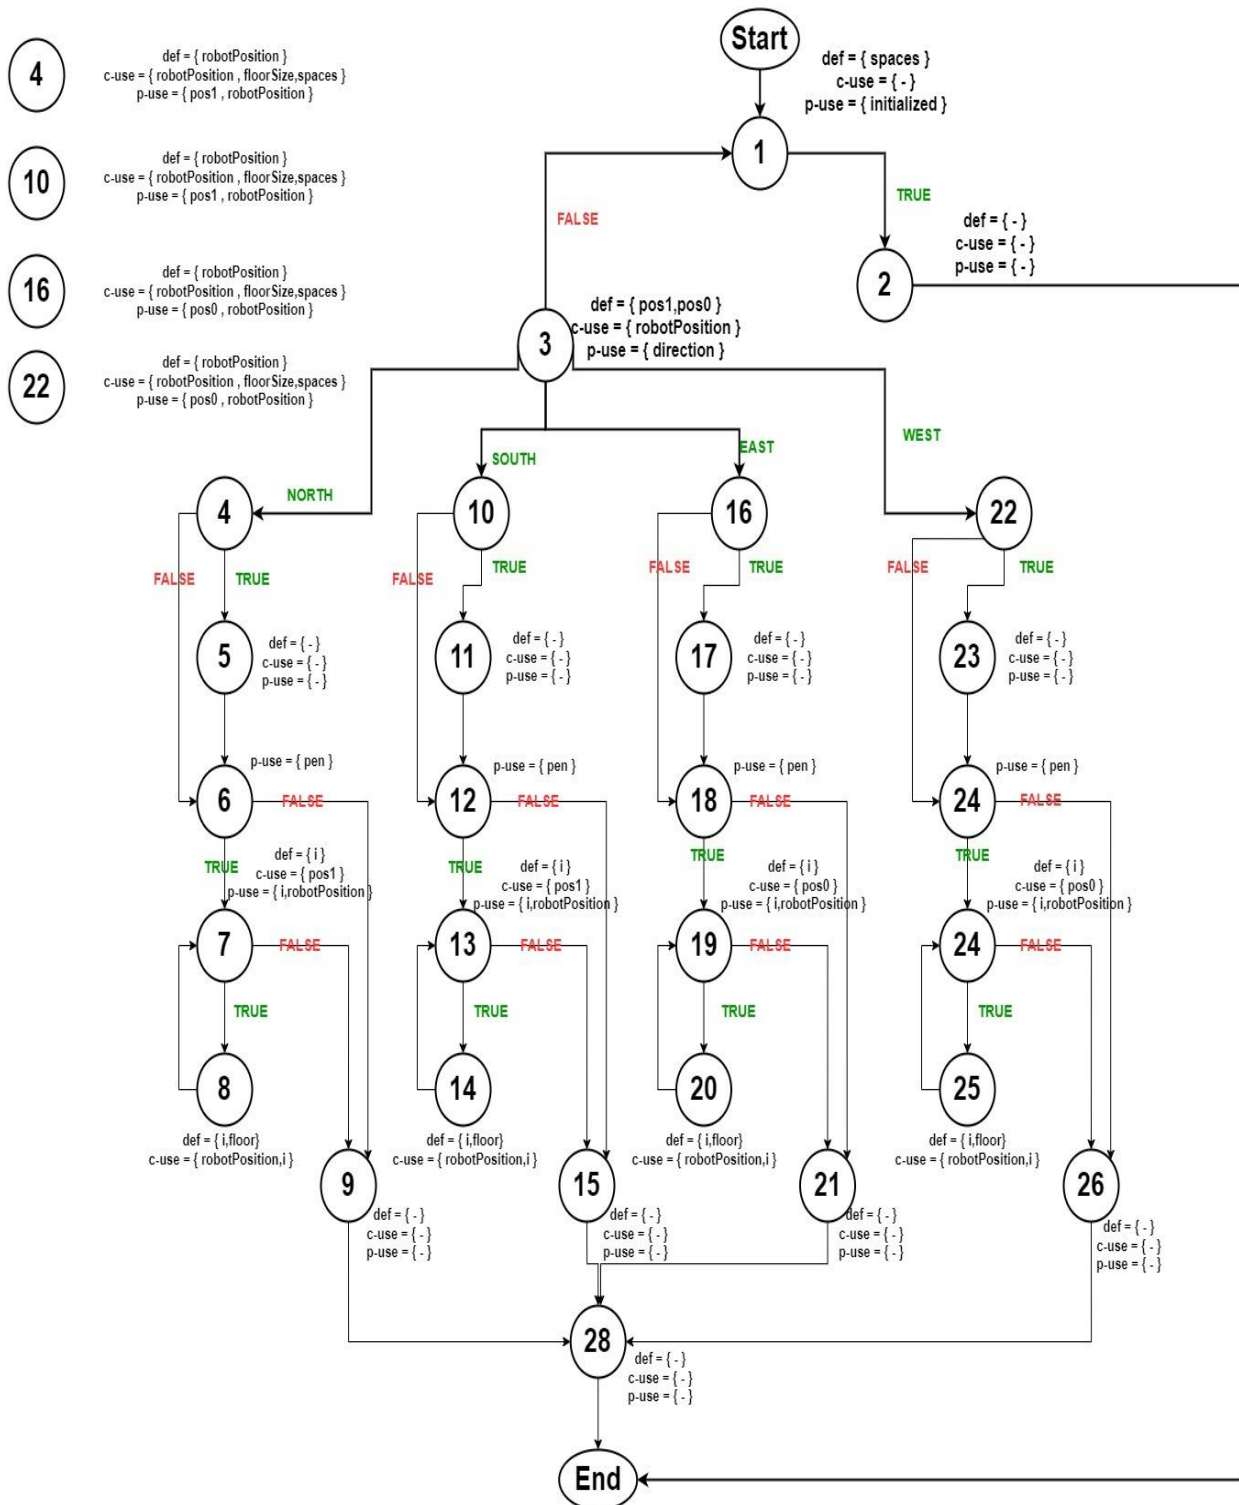 Start
def = { spaces }
c-use = { - }
p-use = { initialized }
4
def = { robotPosition }
c-use = { robotPosition , floorSize,spaces }
p-use = { pos1 , robotPosition }
10
def = { robotPosition }
c-use = { robotPosition , floorSize,spaces }
p-use = { pos1 , robotPosition }
16
def = { robotPosition }
c-use = { robotPosition , floorSize,spaces }
p-use = { pos0 , robotPosition }
22
def = { robotPosition }
c-use = { robotPosition , floorSize,spaces }
p-use = { pos0 , robotPosition }
1
FALSE
TRUE
2
def = { - }
c-use = { - }
p-use = { - }
3
def = { pos1,pos0 }
c-use = { robotPosition }
p-use = { direction }
NORTH
SOUTH
EAST
WEST
4
10
16
22
FALSE
TRUE
FALSE
TRUE
FALSE
TRUE
FALSE
TRUE
5
def = { - }
c-use = { - }
p-use = { - }
11
def = { - }
c-use = { - }
p-use = { - }
17
def = { - }
c-use = { - }
p-use = { - }
23
def = { - }
c-use = { - }
p-use = { - }
p-use = { pen }
p-use = { pen }
p-use = { pen }
p-use = { pen }
6
FALSE
12
FALSE
18
FALSE
24
FALSE
TRUE
def = { i }
c-use = { pos1 }
p-use = { i,robotPosition }
TRUE
def = { i }
c-use = { pos1 }
p-use = { i,robotPosition }
TRUE
def = { i }
c-use = { pos0 }
p-use = { i,robotPosition }
TRUE
def = { i }
c-use = { pos0 }
p-use = { i,robotPosition }
7
FALSE
13
FALSE
19
FALSE
24
FALSE
TRUE
TRUE
TRUE
TRUE
8
14
20
25
def = { i,floor}
c-use = { robotPosition,i }
def = { i,floor}
c-use = { robotPosition,i }
def = { i,floor}
c-use = { robotPosition,i }
def = { i,floor}
c-use = { robotPosition,i }
9
def = { - }
c-use = { - }
p-use = { - }
15
def = { - }
c-use = { - }
p-use = { - }
21
def = { - }
c-use = { - }
p-use = { - }
26
def = { - }
c-use = { - }
p-use = { - }
28
def = { - }
c-use = { - }
p-use = { - }
End